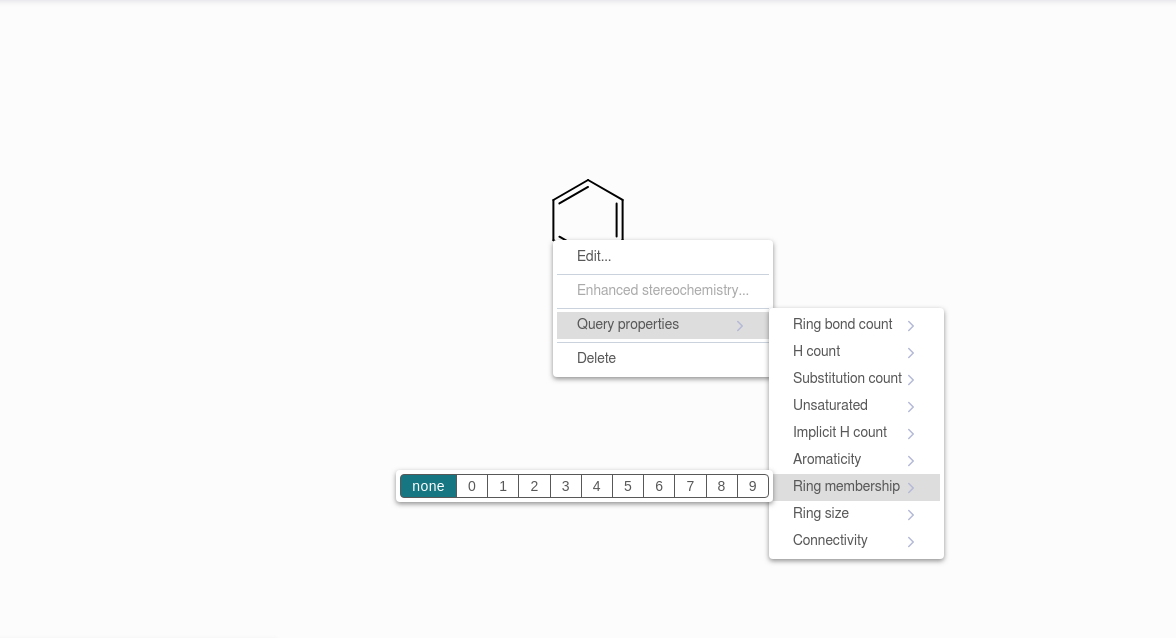 Edit...
Enhanced stereochemistry...
Query properties
Delete
Ring bond count
H count
Substitution count
Unsaturated
Implicit H count
Aromaticity
Ring membership
none 0 1 2 3 4 5 6 7 8 9
Ring size
Connectivity